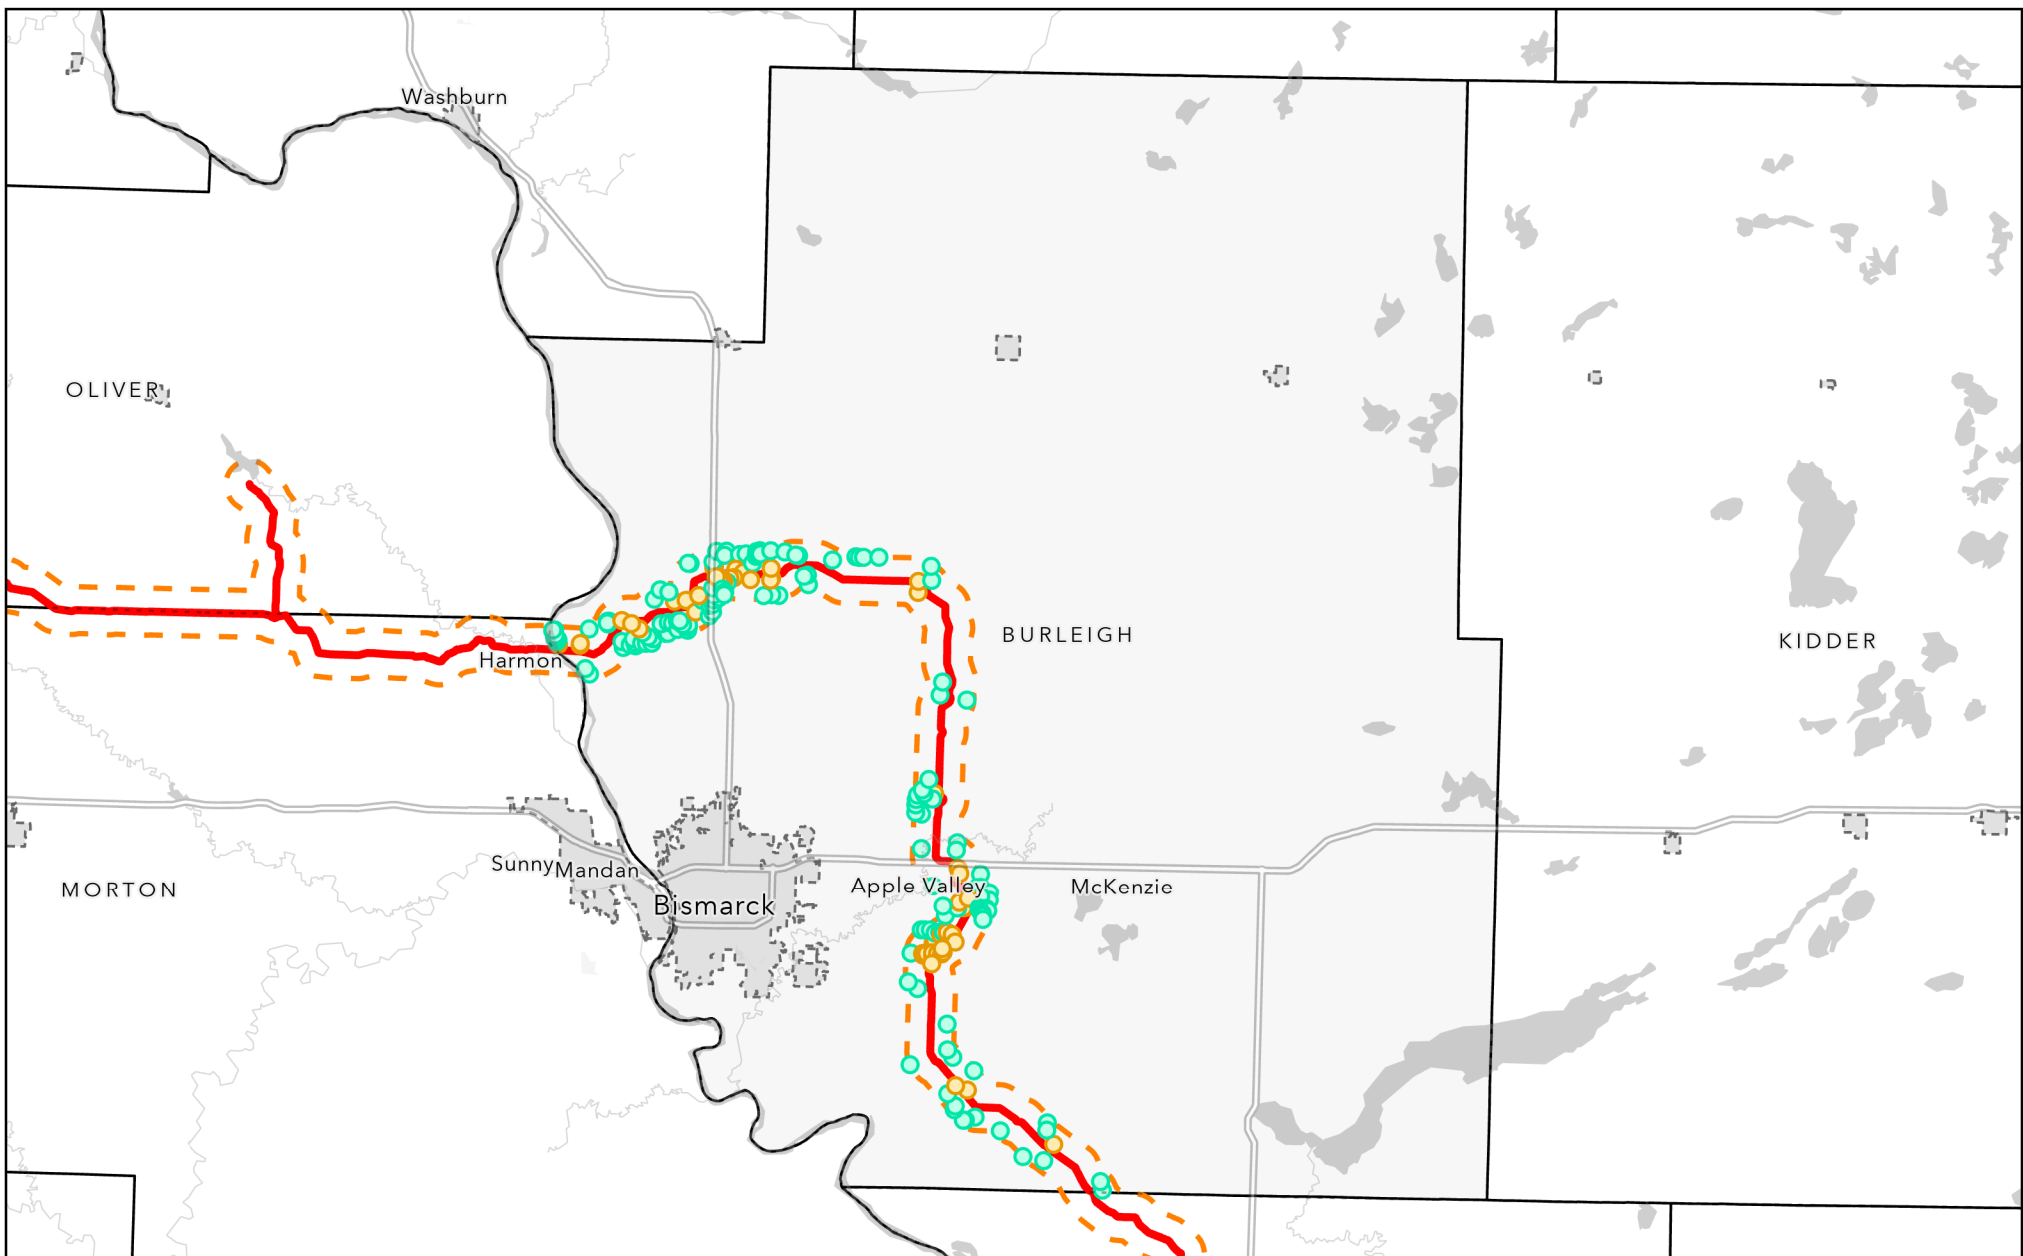 Washburn
OLIVER
BURLEIGH
KIDDER
Harmon
Sunny
Mandan
MORTON
Bismarck
Apple Valley
McKenzie